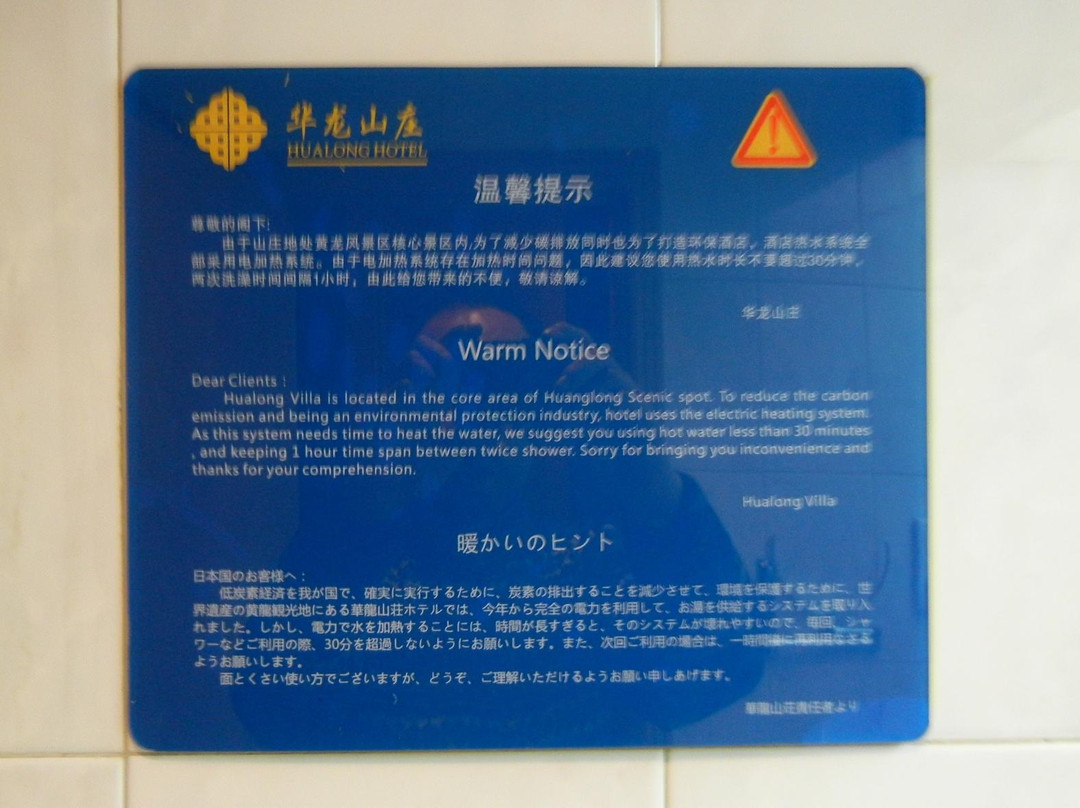 华龙山庄
HUALONG HOTEL
温馨提示
尊敬的阁下:
由于山庄地处黄龙风景区核心景区内,为了减少碳排放同时也为了打造环保酒店，酒店热水系统全
部采用电加热系统。由于电加热系统存在加热时间问题，因此建议您使用热水时长不要超过30分钟，
两次洗澡时间间隔1小时，由此给您带来的不便，敬请谅解。
华龙山庄
Warm Notice
Dear Clients :
Hualong Villa is located in the core area of Huanglong Scenic spot. To reduce the carbon
emission and being an environmental protection industry, hotel uses the electric heating system.
As this system needs time to heat the water, we suggest you using hot water less than 30 minutes
, and keeping 1 hour time span between twice shower. Sorry for bringing you inconvenience and
thanks for your comprehension.
Hualong Villa
暖かいのヒント
日本国のお客様へ：
低炭素経済を我が国で、確実に実行するために、炭素の排出することを減少させて、環境を保護するために、世
界遺産の黄龍観光地にある華龍山荘ホテルでは、今年から完全の電力を利用して、お湯を供給するシステムを取り入
れました。しかし、電力で水を加熱することには、時間が長すぎると、そのシステムが壊れやすいので、毎回、シャ
ワーなどご利用の際、30分を超過しないようにお願いします。また、次回ご利用の場合は、一時間後に再利用なさる
ようお願いします。
面とくさい使い方でございますが、どうぞ、ご理解いただけるようお願い申しあげます。
華龍山荘責任者より